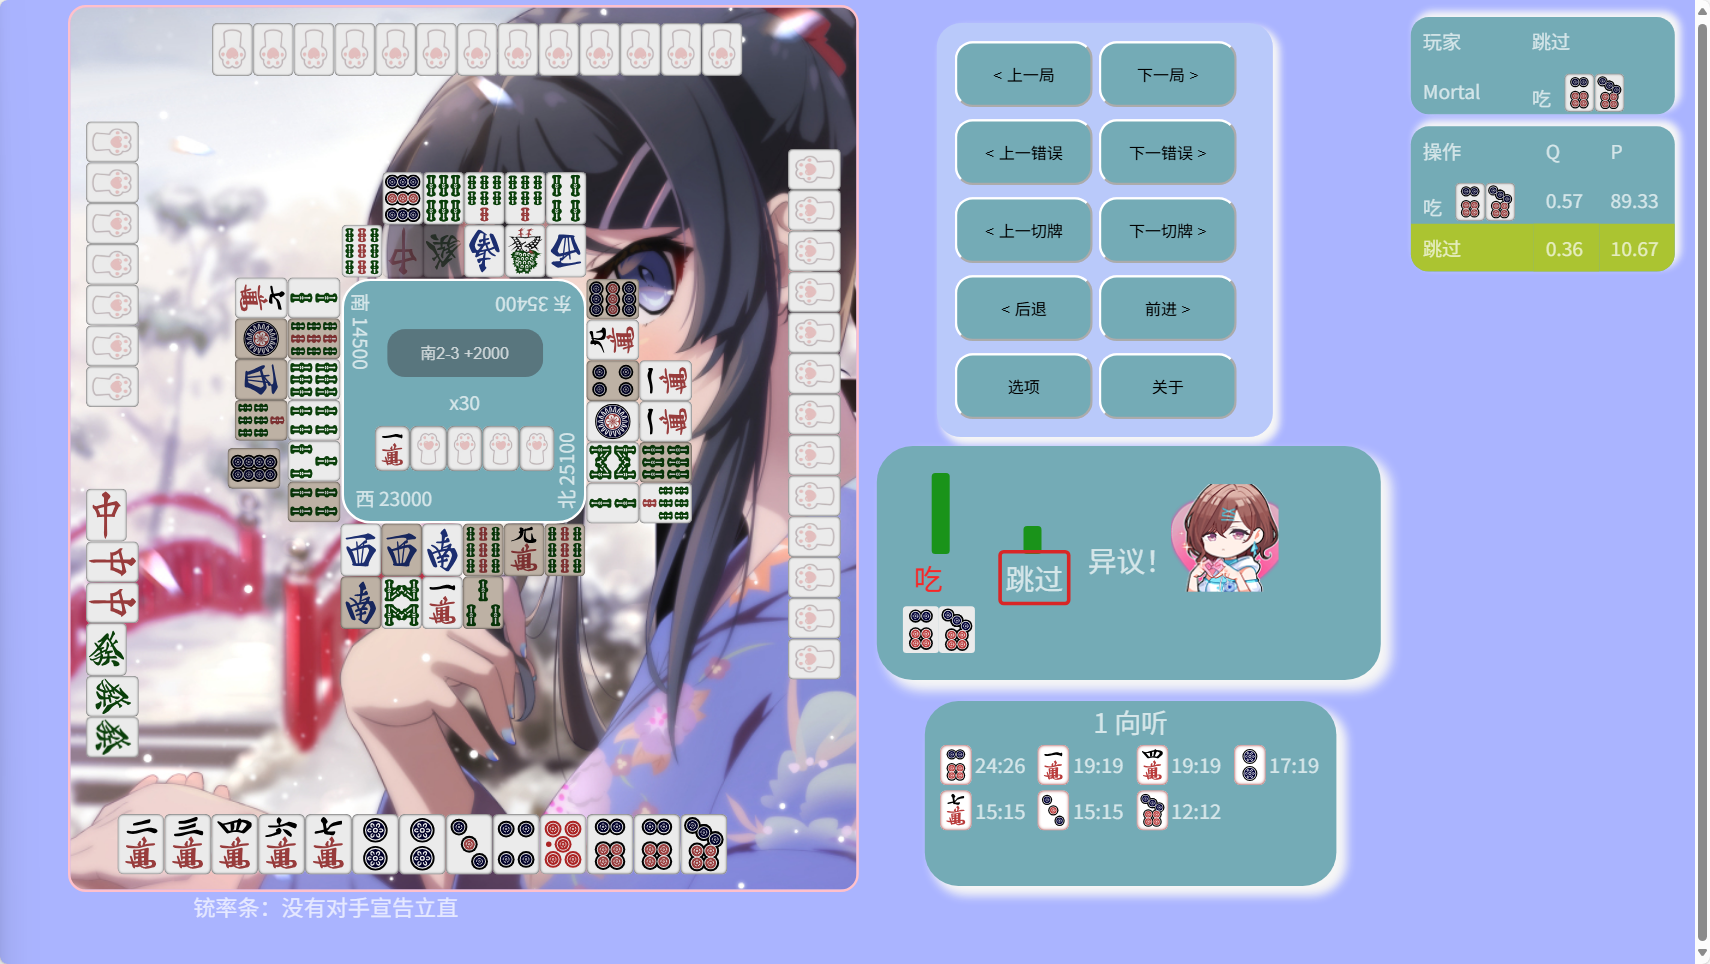 南 14500
东 35400
南2-3 +2000
x30
西 23000
北 25100
铳率条：没有对手宣告立直
< 上一局
下一局 >
< 上一错误
下一错误 >
< 上一切牌
下一切牌 >
< 后退
前进 >
选项
关于
玩家 跳过
Mortal 吃
操作 Q P
吃 0.57 89.33
跳过 0.36 10.67
吃
跳过
异议！
1 向听
24:26 19:19 19:19 17:19
15:15 15:15 12:12